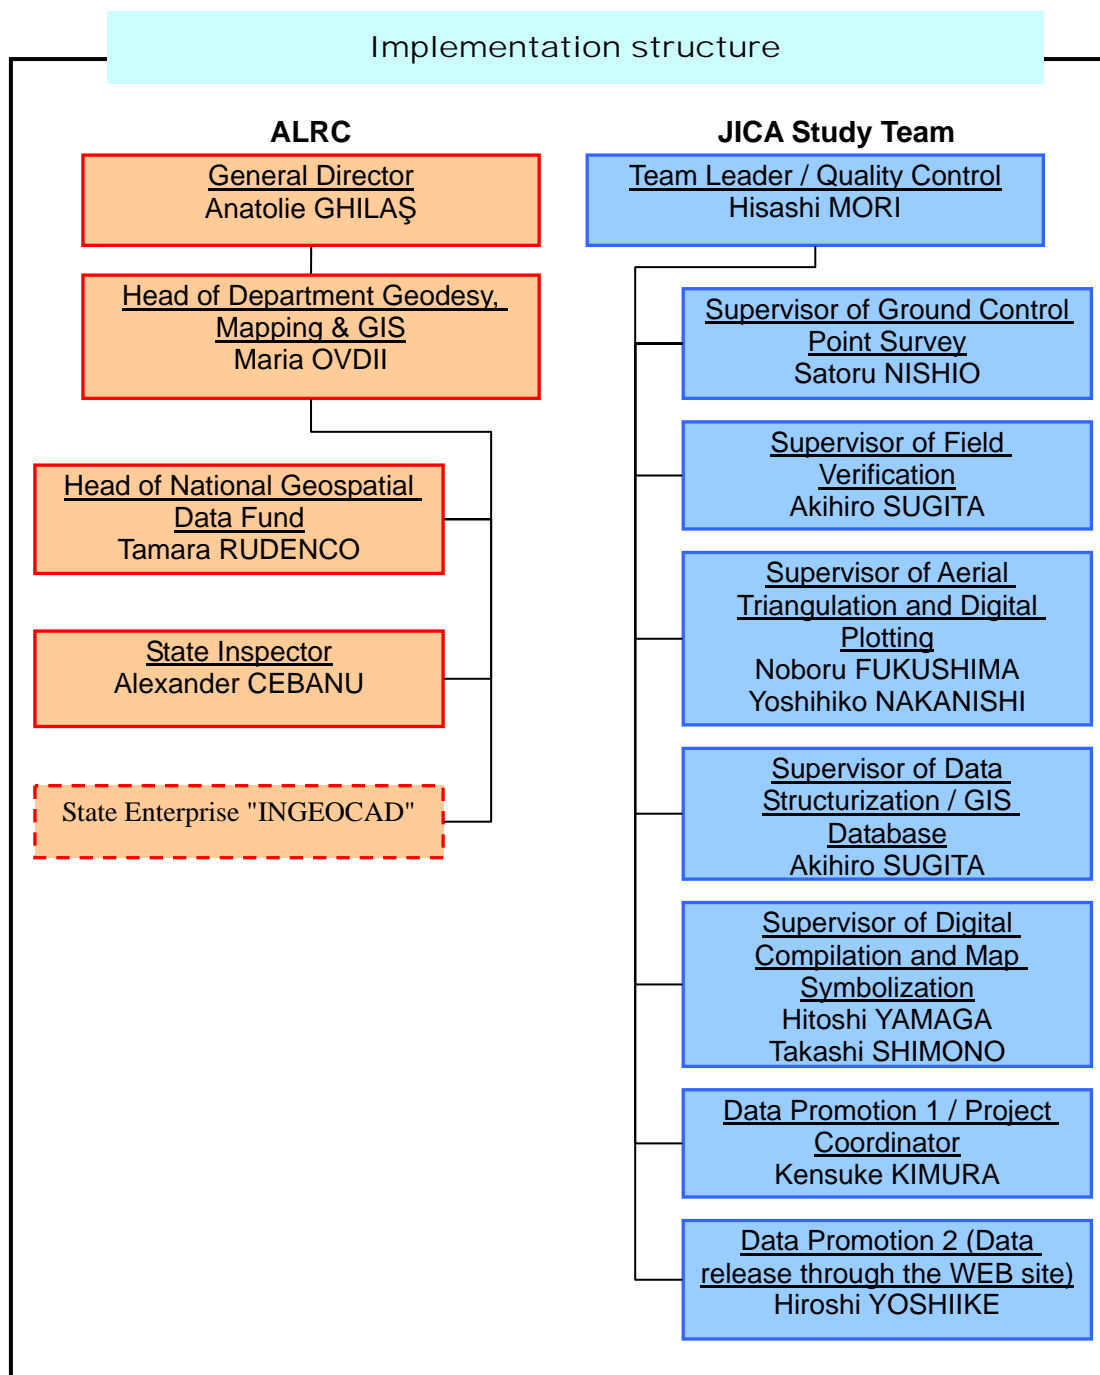 Implementation structure
ALRC
General Director
Anatolie GHILAŞ
Head of Department Geodesy,
Mapping & GIS
Maria OVDII
Head of National Geospatial
Data Fund
Tamara RUDENCO
State Inspector
Alexander CEBANU
State Enterprise "INGEOCAD"
JICA Study Team
Team Leader / Quality Control
Hisashi MORI
Supervisor of Ground Control
Point Survey
Satoru NISHIO
Supervisor of Field
Verification
Akihiro SUGITA
Supervisor of Aerial
Triangulation and Digital
Plotting
Noboru FUKUSHIMA
Yoshihiko NAKANISHI
Supervisor of Data
Structurization / GIS
Database
Akihiro SUGITA
Supervisor of Digital
Compilation and Map
Symbolization
Hitoshi YAMAGA
Takashi SHIMONO
Data Promotion 1 / Project
Coordinator
Kensuke KIMURA
Data Promotion 2 (Data
release through the WEB site)
Hiroshi YOSHIIKE